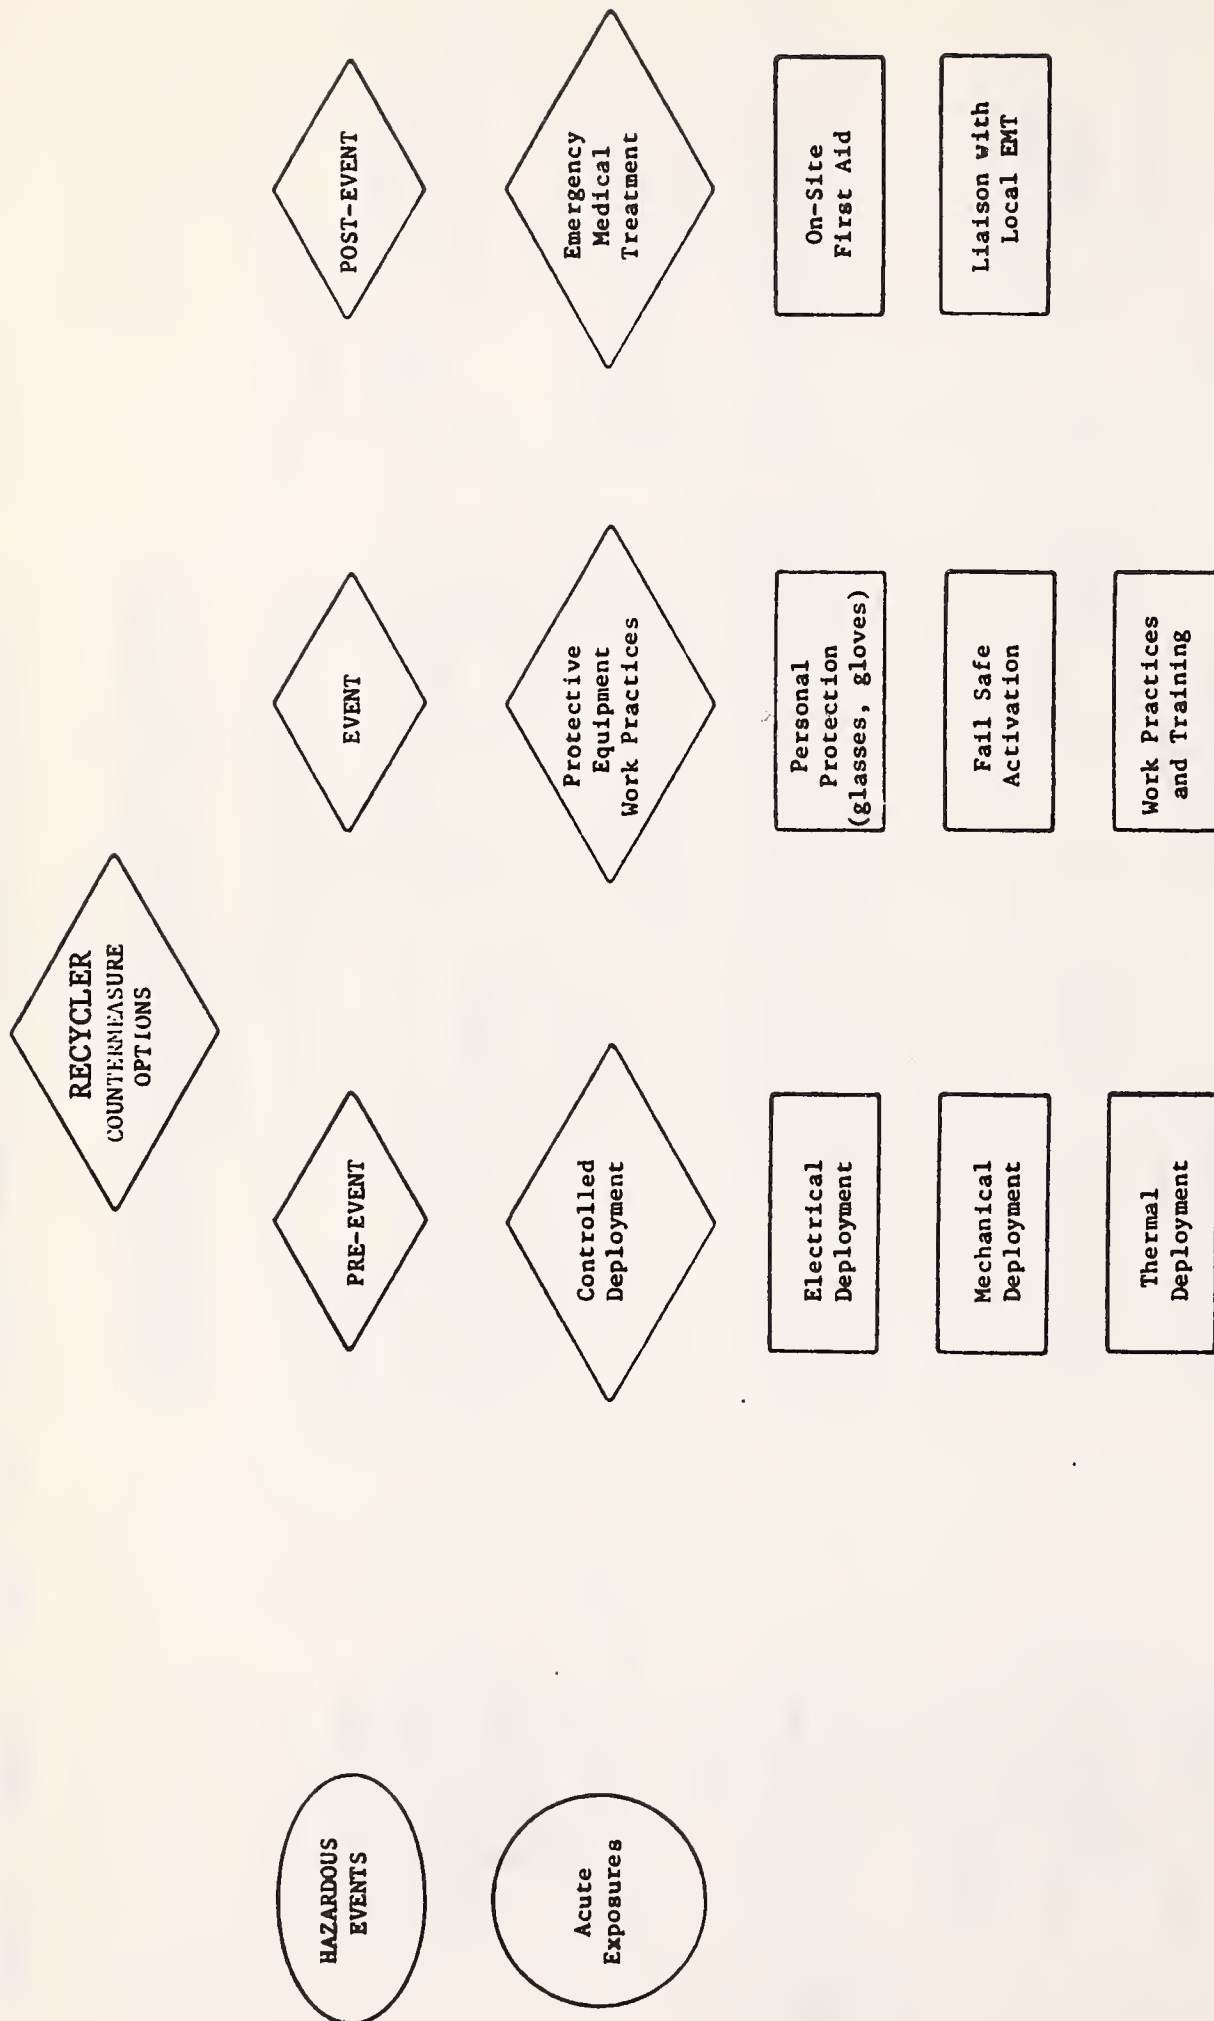 RECYCLER
COUNTERMEASURE
OPTIONS
HAZARDOUS
EVENTS
PRE-EVENT
EVENT
POST-EVENT
Acute
Exposures
Controlled
Deployment
Protective
Equipment
Work Practices
Emergency
Medical
Treatment
Electrical
Deployment
Personal
Protection
(glasses, gloves)
On-Site
First Aid
Mechanical
Deployment
Fail Safe
Activation
Liaison with
Local EMT
Thermal
Deployment
Work Practices
and Training